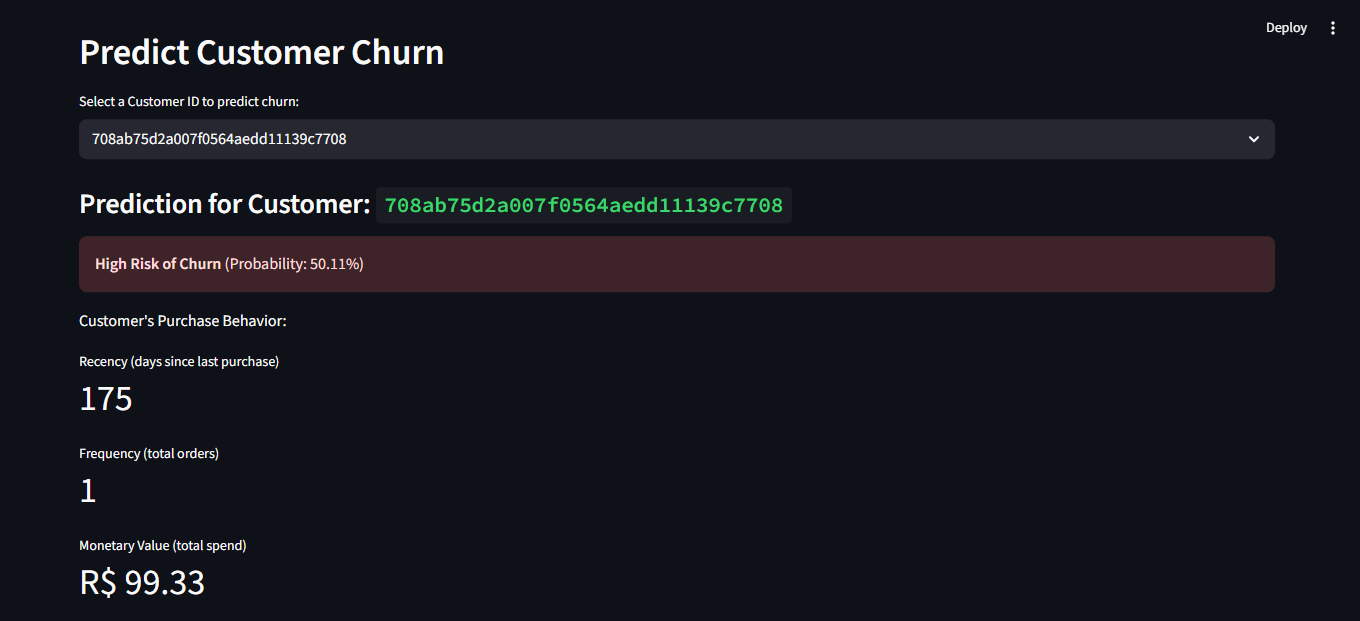 Deploy
Predict Customer Churn
Select a Customer ID to predict churn:
708ab75d2a007f0564aedd11139c7708
Prediction for Customer: 708ab75d2a007f0564aedd11139c7708
High Risk of Churn (Probability: 50.11%)
Customer's Purchase Behavior:
Recency (days since last purchase)
175
Frequency (total orders)
1
Monetary Value (total spend)
R$ 99.33